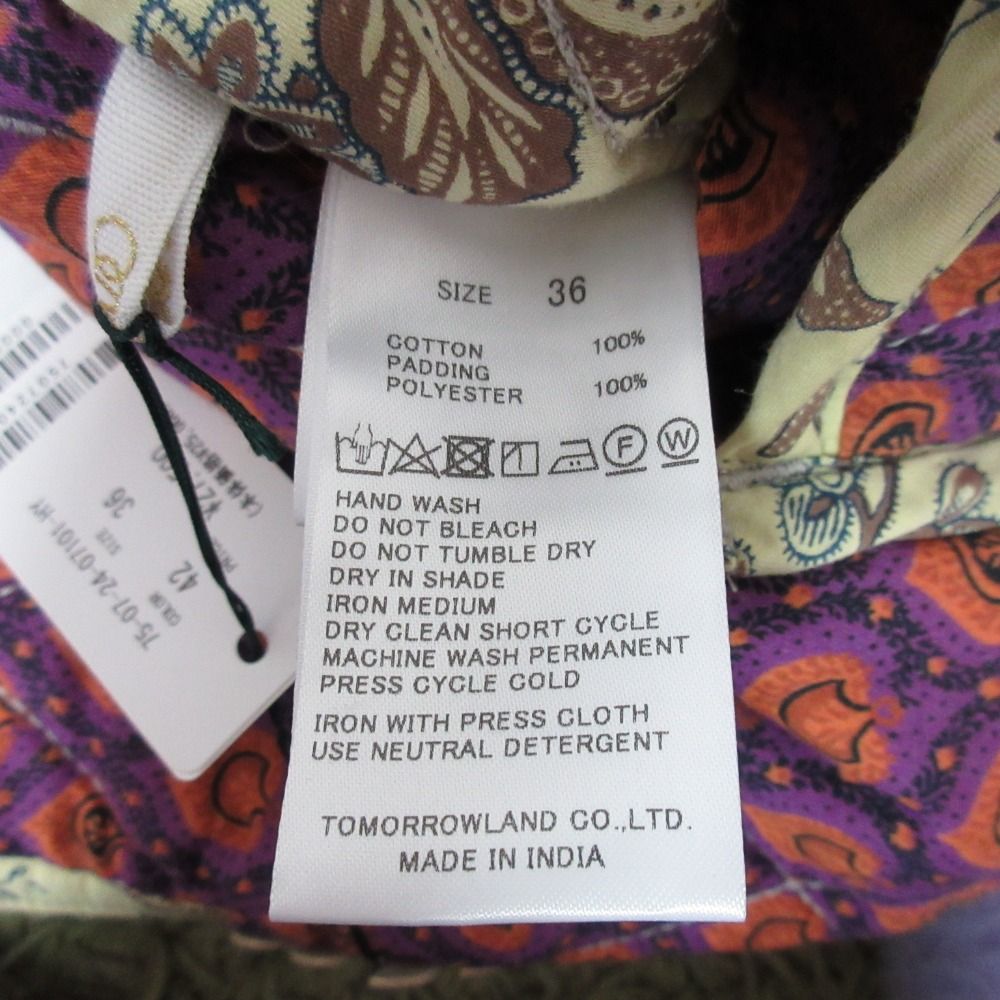 SIZE 36
COTTON 100%
PADDING
POLYESTER 100%
F W
HAND WASH
DO NOT BLEACH
DO NOT TUMBLE DRY
DRY IN SHADE
IRON MEDIUM
DRY CLEAN SHORT CYCLE
MACHINE WASH PERMANENT
PRESS CYCLE COLD
IRON WITH PRESS CLOTH
USE NEUTRAL DETERGENT
TOMORROWLAND CO.,LTD.
MADE IN INDIA
75-07-24-07101-HY
COLOR SIZE
42 36